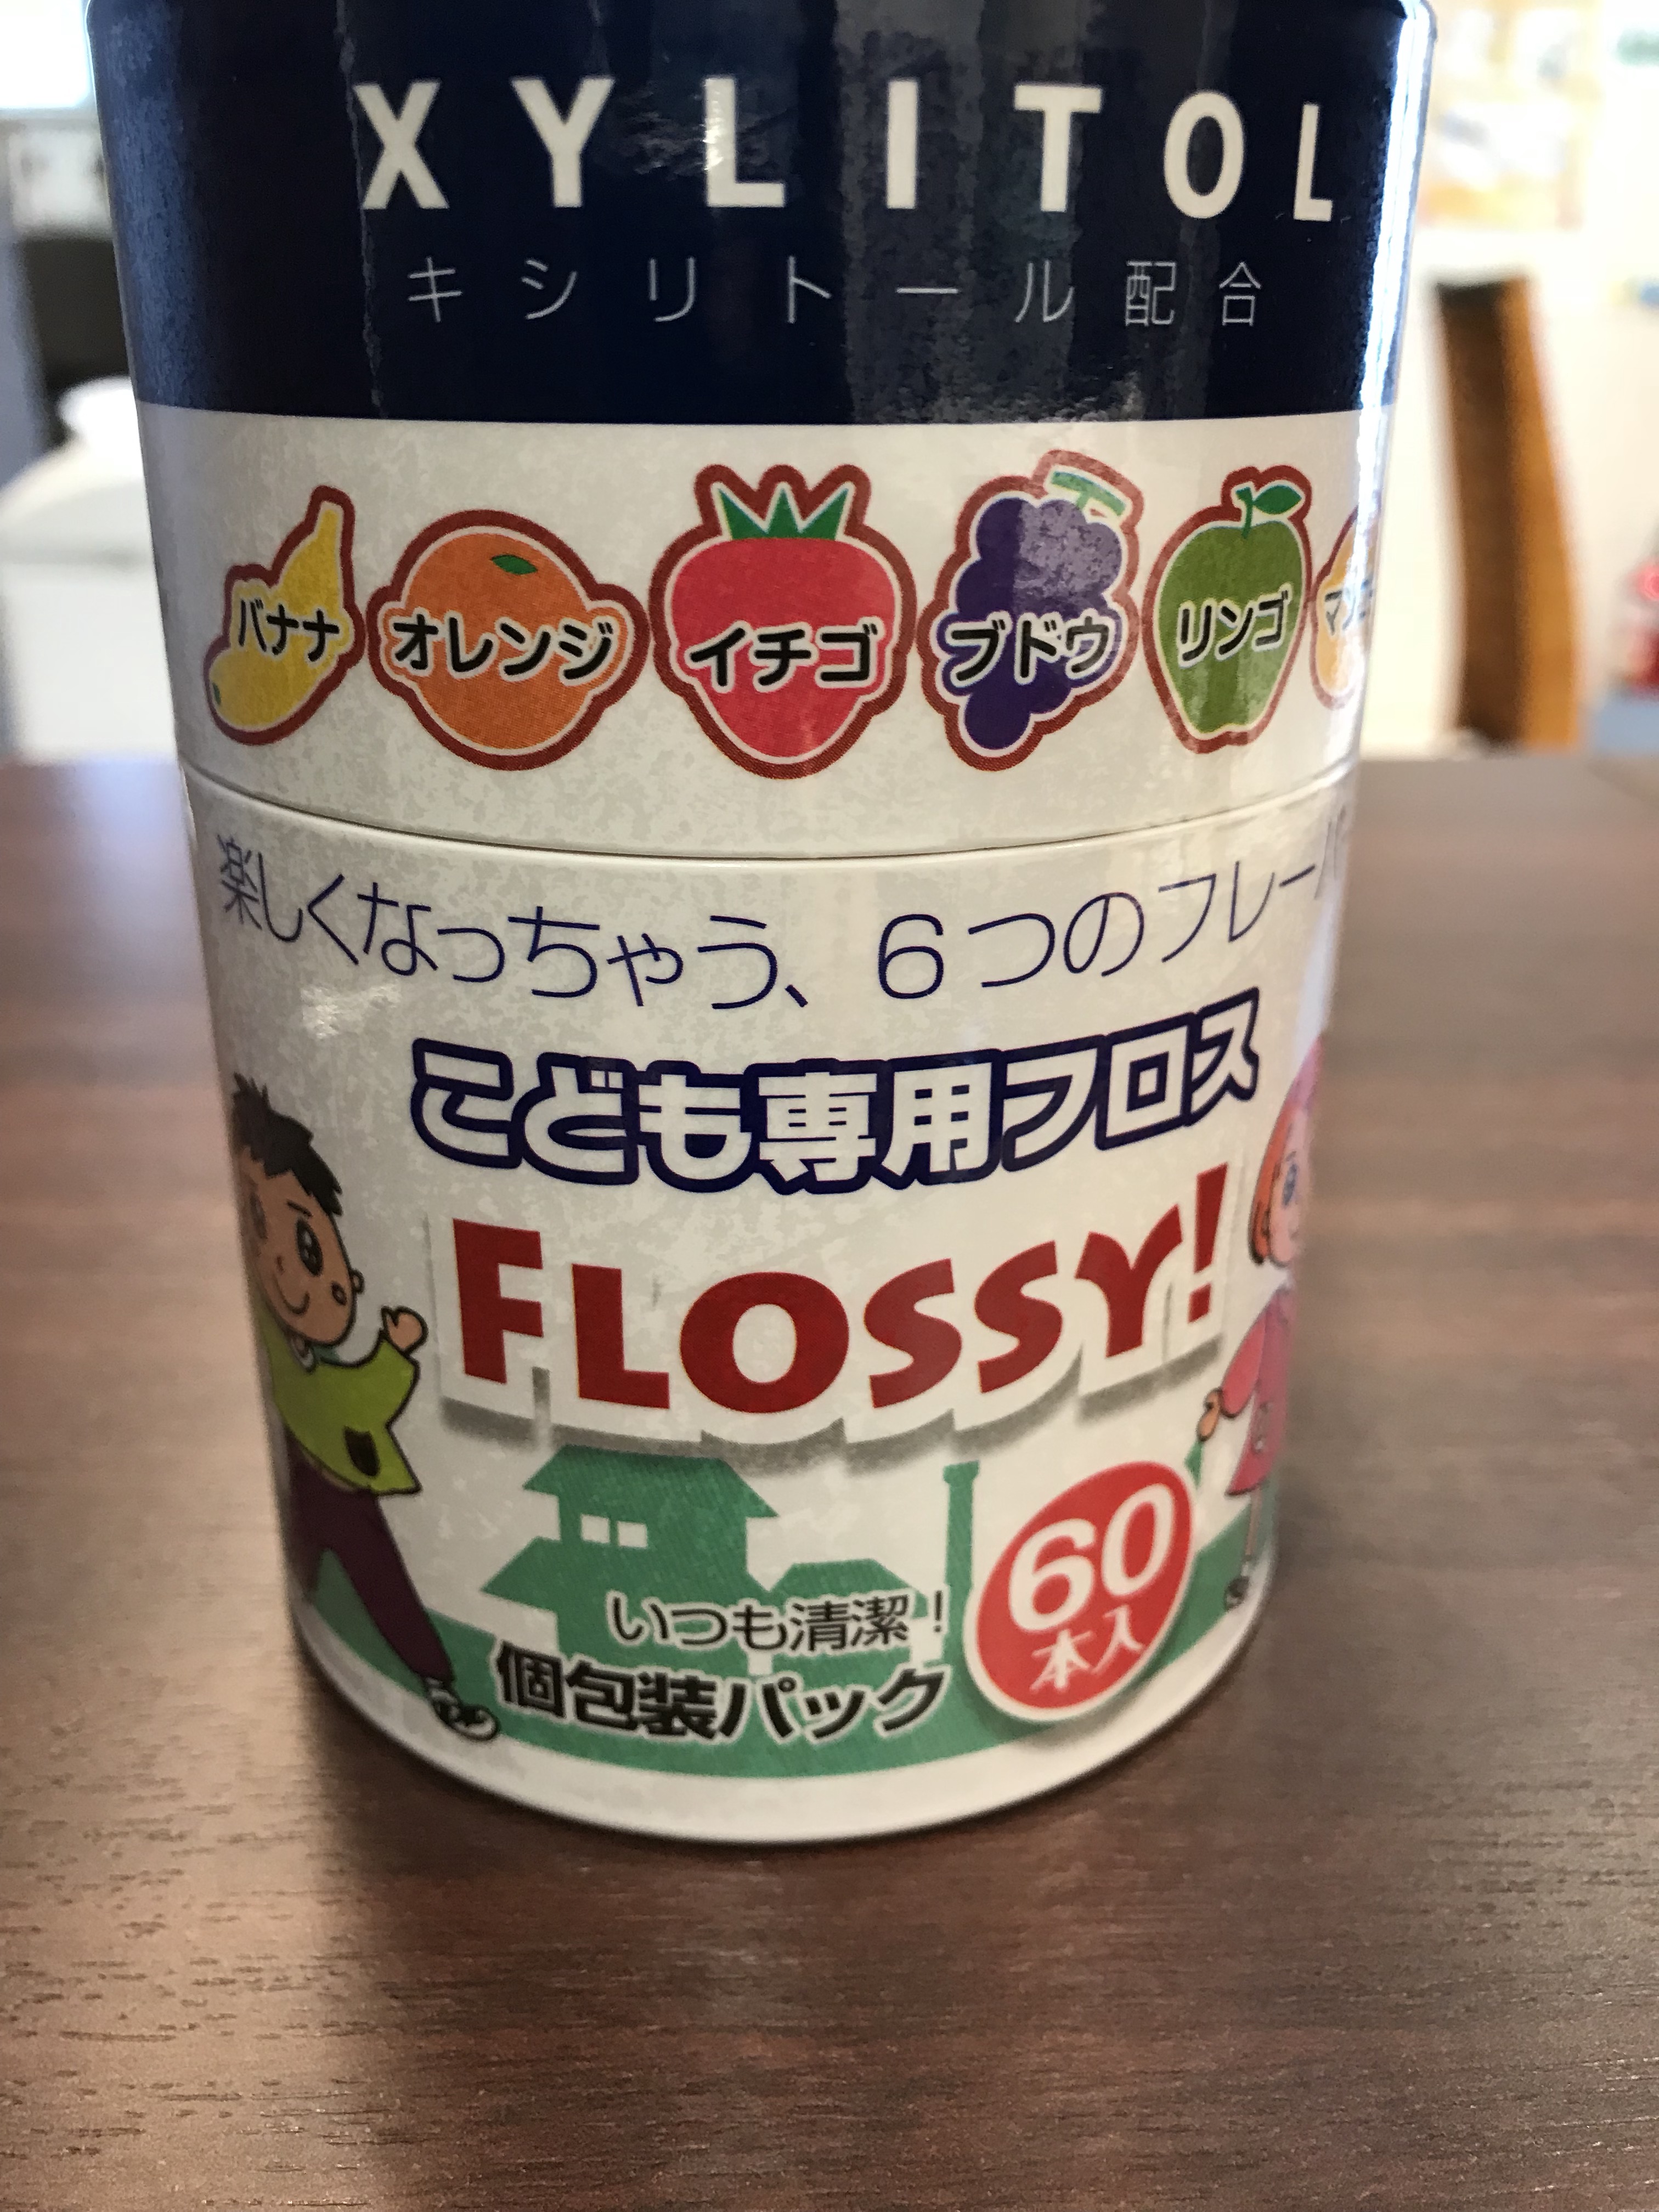 XYLITOL
キシリトール配合
バナナ
オレンジ
イチゴ
ブドウ
リンゴ
楽しくなっちゃう、6つのフレーバ
こども専用フロス
FLOSSY!
60
本入
いつも清潔!
個包装パック